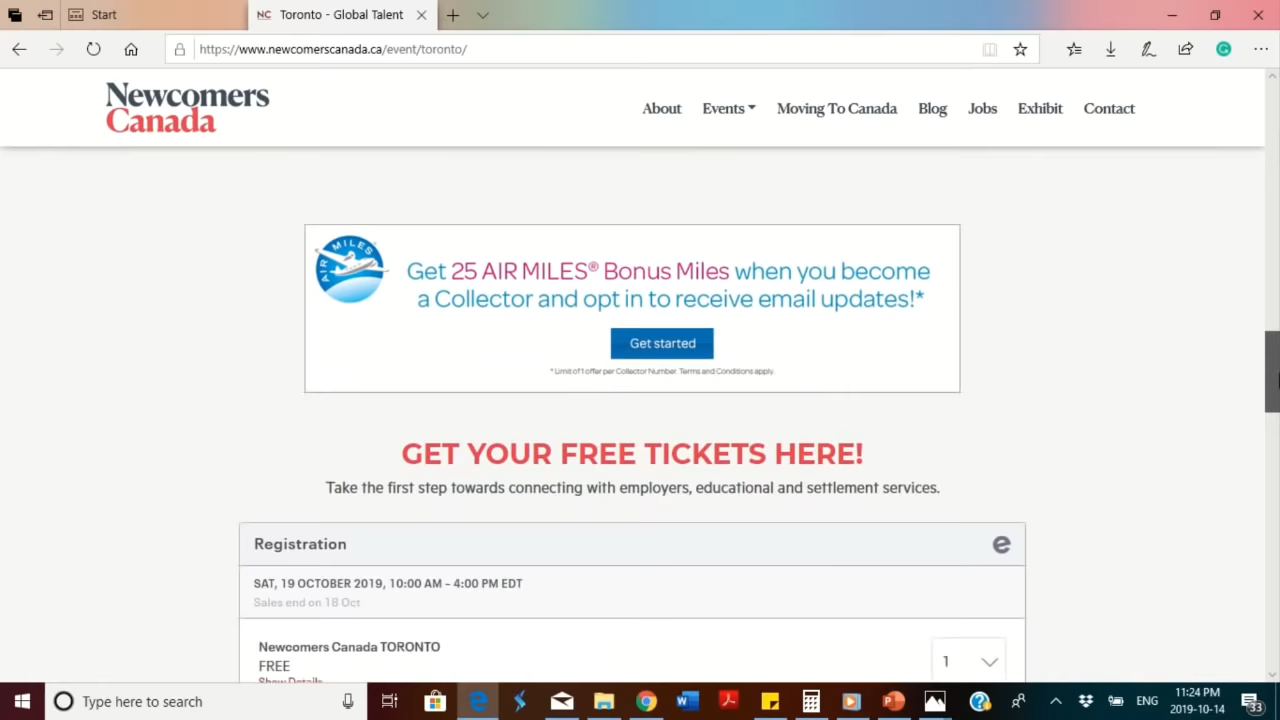 Start
NC Toronto - Global Talent
https://www.newcomerscanada.ca/event/toronto/
Newcomers
Canada
About Events Moving To Canada Blog Jobs Exhibit Contact
AIR MILES
Get 25 AIR MILES® Bonus Miles when you become
a Collector and opt in to receive email updates!*
Get started
* Limit of 1 offer per Collector Number. Terms and Conditions apply.
GET YOUR FREE TICKETS HERE!
Take the first step towards connecting with employers, educational and settlement services.
Registration
SAT, 19 OCTOBER 2019, 10:00 AM – 4:00 PM EDT
Sales end on 18 Oct
Newcomers Canada TORONTO
1
FREE
Show Details
Type here to search
ENG
11:24 PM
2019-10-14
33